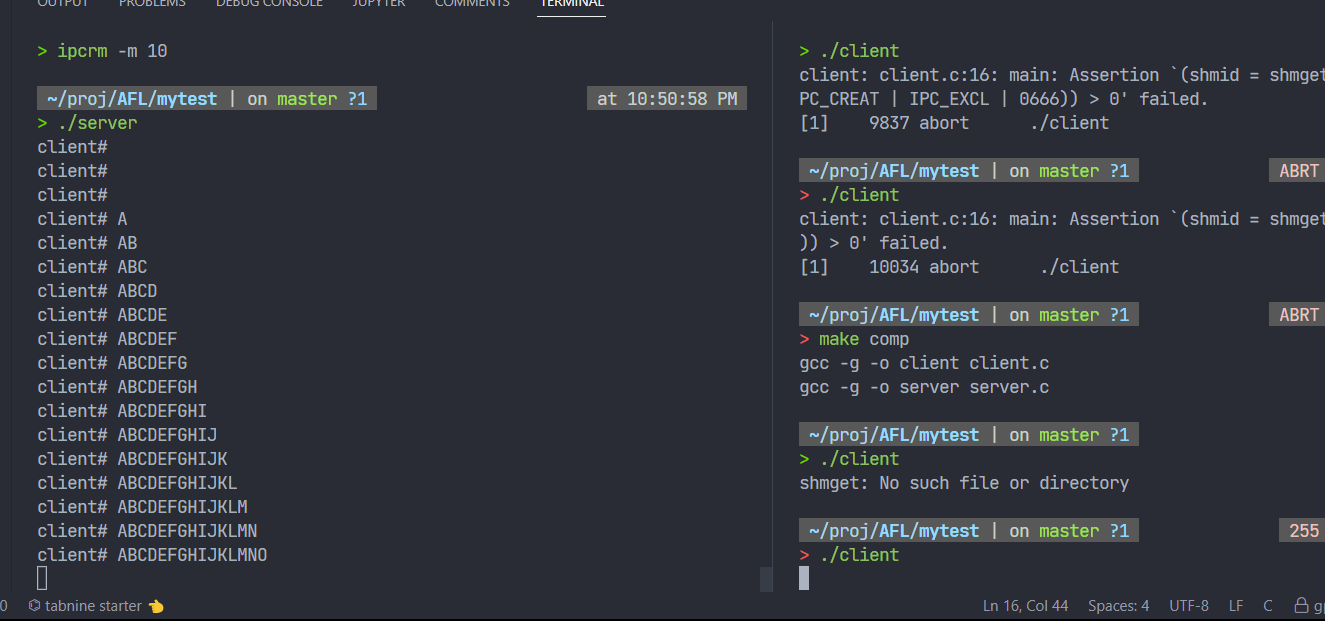 OUTPUT PROBLEMS DEBUG CONSOLE JUPYTER COMMENTS TERMINAL
> ipcrm -m 10
~/proj/AFL/mytest | on master ?1 at 10:50:58 PM
> ./server
client#
client#
client#
client# A
client# AB
client# ABC
client# ABCD
client# ABCDE
client# ABCDEF
client# ABCDEFG
client# ABCDEFGH
client# ABCDEFGHI
client# ABCDEFGHIJ
client# ABCDEFGHIJK
client# ABCDEFGHIJKL
client# ABCDEFGHIJKLM
client# ABCDEFGHIJKLMN
client# ABCDEFGHIJKLMNO
> ./client
client: client.c:16: main: Assertion `(shmid = shmget
PC_CREAT | IPC_EXCL | 0666)) > 0' failed.
[1] 9837 abort ./client
~/proj/AFL/mytest | on master ?1 ABRT
> ./client
client: client.c:16: main: Assertion `(shmid = shmget
)) > 0' failed.
[1] 10034 abort ./client
~/proj/AFL/mytest | on master ?1 ABRT
> make comp
gcc -g -o client client.c
gcc -g -o server server.c
~/proj/AFL/mytest | on master ?1
> ./client
shmget: No such file or directory
~/proj/AFL/mytest | on master ?1 255
> ./client
0 tabnine starter 👈 Ln 16, Col 44 Spaces: 4 UTF-8 LF C